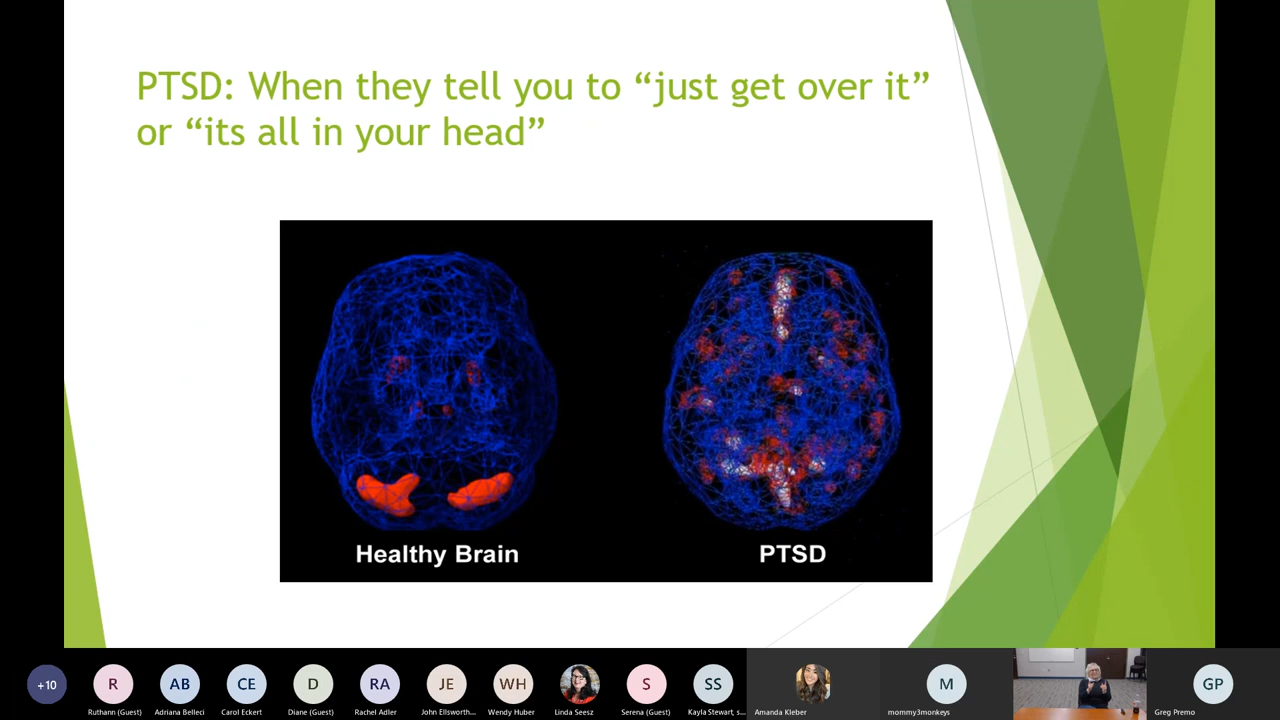 PTSD: When they tell you to “just get over it”
or “its all in your head”
Healthy Brain
PTSD
+10
R
AB
CE
D
RA
JE
WH
S
SS
M
GP
Ruthann (Guest)
Adriana Belleci
Carol Eckert
Diane (Guest)
Rachel Adler
John Ellsworth...
Wendy Huber
Linda Seesz
Serena (Guest)
Kayla Stewart, s...
Amanda Kleber
mommy3monkeys
Greg Premo